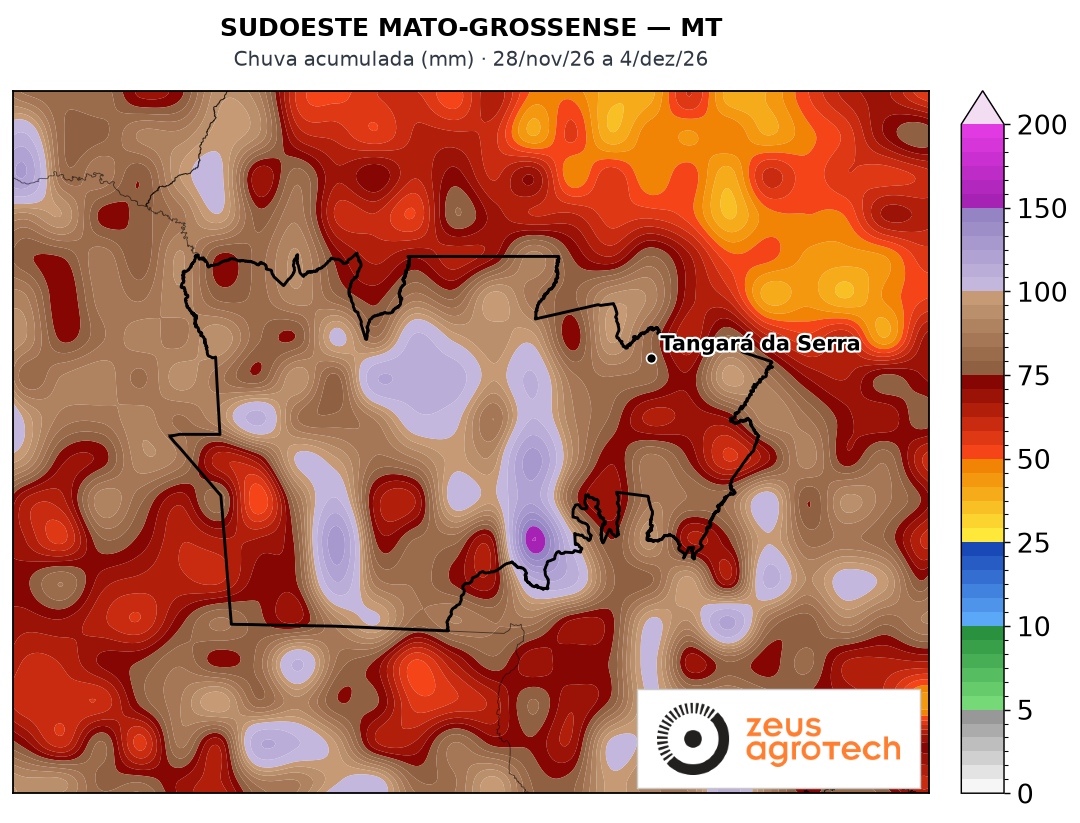 SUDOESTE MATO-GROSSENSE — MT
Chuva acumulada (mm) · 28/nov/26 a 4/dez/26
Tangará da Serra
200
150
100
75
50
25
10
5
0
zeus
agrotech